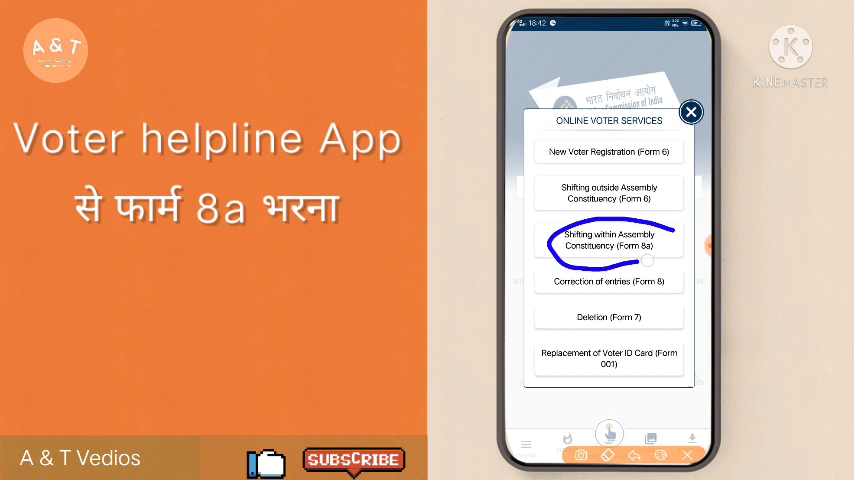 A & T
Voter helpline App
से फार्म 8a भरना
A & T Vedios
SUBSCRIBE
18:42
भारत निर्वाचन आयोग
Commission of India
ONLINE VOTER SERVICES
New Voter Registration (Form 6)
Shifting outside Assembly
Constituency (Form 6)
Shifting within Assembly
Constituency (Form 8a)
Correction of entries (Form 8)
Deletion (Form 7)
Replacement of Voter ID Card (Form
001)
K
KINEMASTER